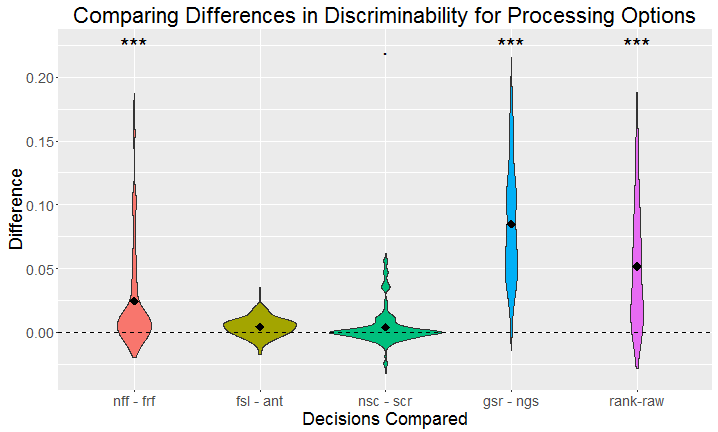 Comparing Differences in Discriminability for Processing Options
*** *** ***
0.20
0.15
0.10
0.05
0.00
Difference
nff - frf fsl - ant nsc - scr gsr - ngs rank-raw
Decisions Compared